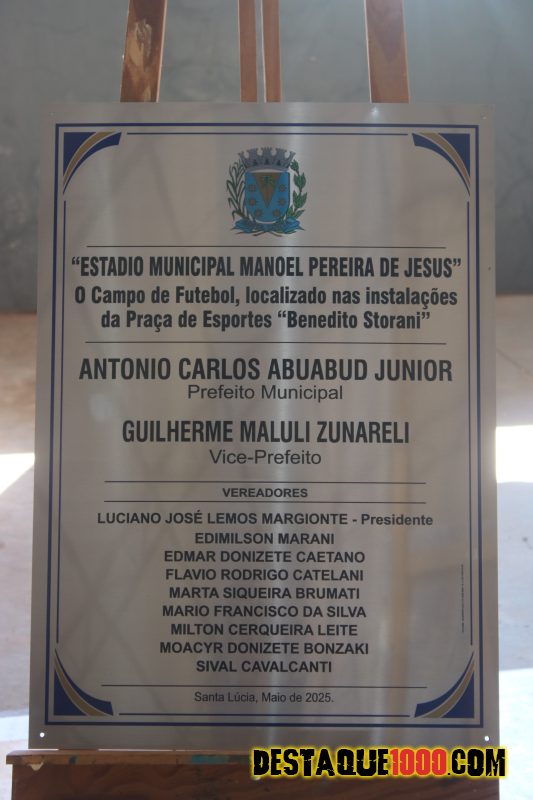 “ESTADIO MUNICIPAL MANOEL PEREIRA DE JESUS”
O Campo de Futebol, localizado nas instalações
da Praça de Esportes “Benedito Storani”
ANTONIO CARLOS ABUABUD JUNIOR
Prefeito Municipal
GUILHERME MALULI ZUNARELI
Vice-Prefeito
VEREADORES
LUCIANO JOSÉ LEMOS MARGIONTE - Presidente
EDIMILSON MARANI
EDMAR DONIZETE CAETANO
FLAVIO RODRIGO CATELANI
MARTA SIQUEIRA BRUMATI
MARIO FRANCISCO DA SILVA
MILTON CERQUEIRA LEITE
MOACYR DONIZETE BONZAKI
SIVAL CAVALCANTI
Santa Lúcia, Maio de 2025.
DESTAQUE1000.COM